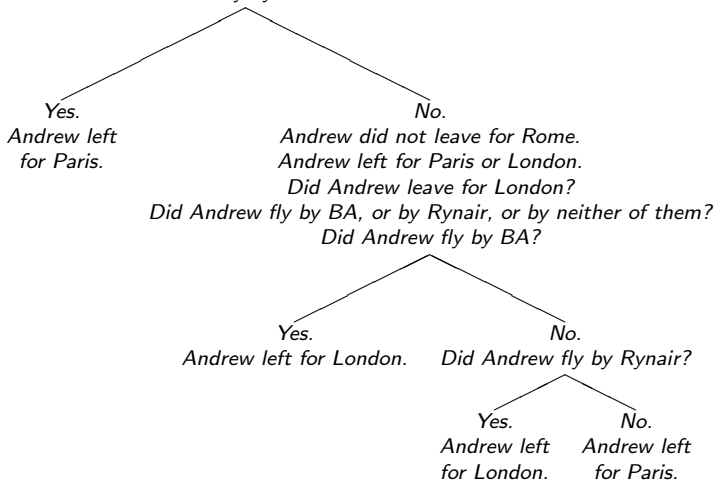 Yes.
Andrew left
for Paris.
No.
Andrew did not leave for Rome.
Andrew left for Paris or London.
Did Andrew leave for London?
Did Andrew fly by BA, or by Rynair, or by neither of them?
Did Andrew fly by BA?
Yes.
Andrew left for London.
No.
Did Andrew fly by Rynair?
Yes.
Andrew left
for London.
No.
Andrew left
for Paris.